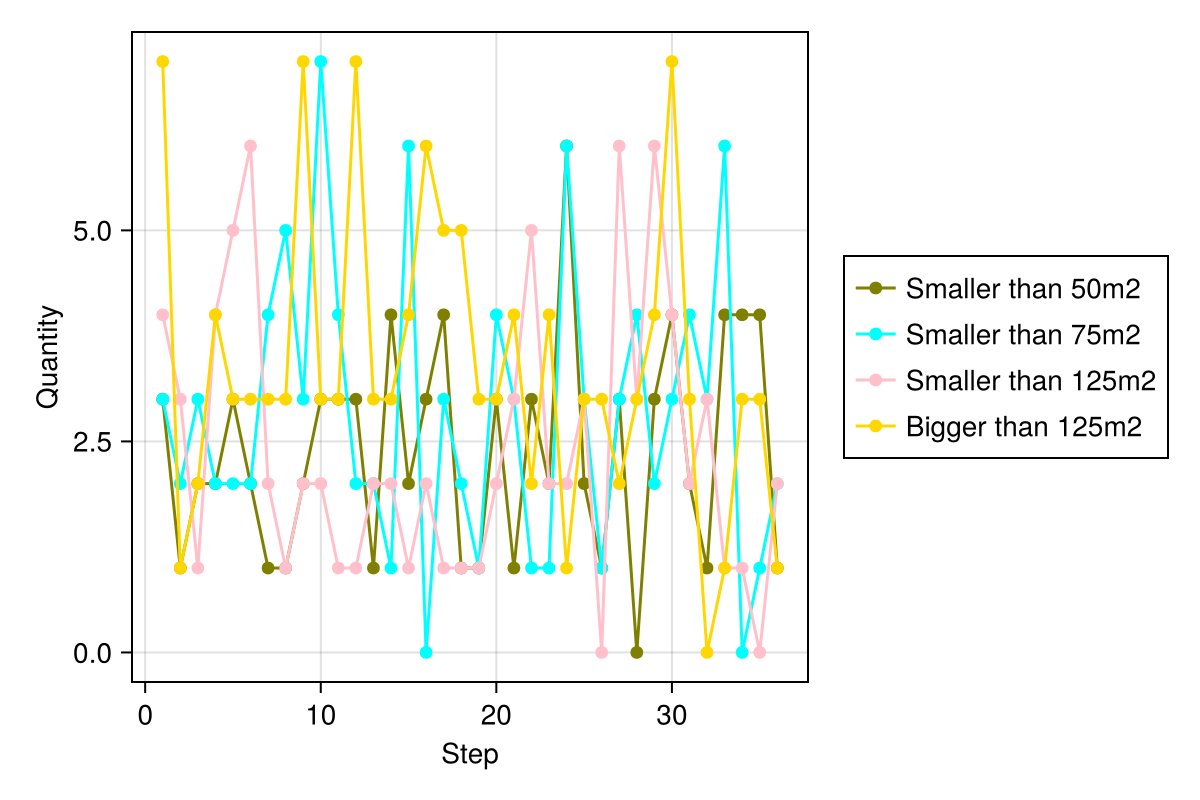 Quantity
5.0
2.5
0.0
0
10
20
30
Step
Smaller than 50m2
Smaller than 75m2
Smaller than 125m2
Bigger than 125m2